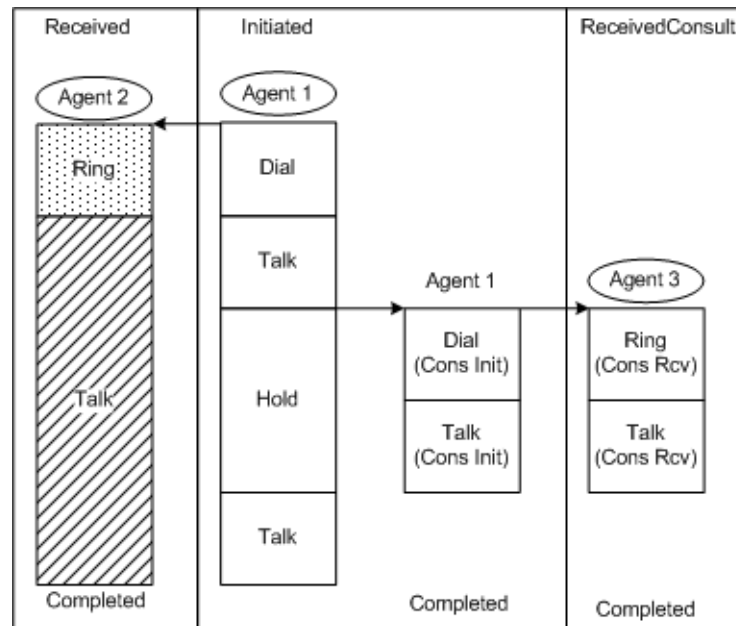 Received
Initiated
ReceivedConsult
Agent 2
Agent 1
Ring
Dial
Talk
Agent 1
Agent 3
Dial
(Cons Init)
Ring
(Cons Rcv)
Talk
Hold
Talk
(Cons Init)
Talk
(Cons Rcv)
Talk
Completed
Completed
Completed